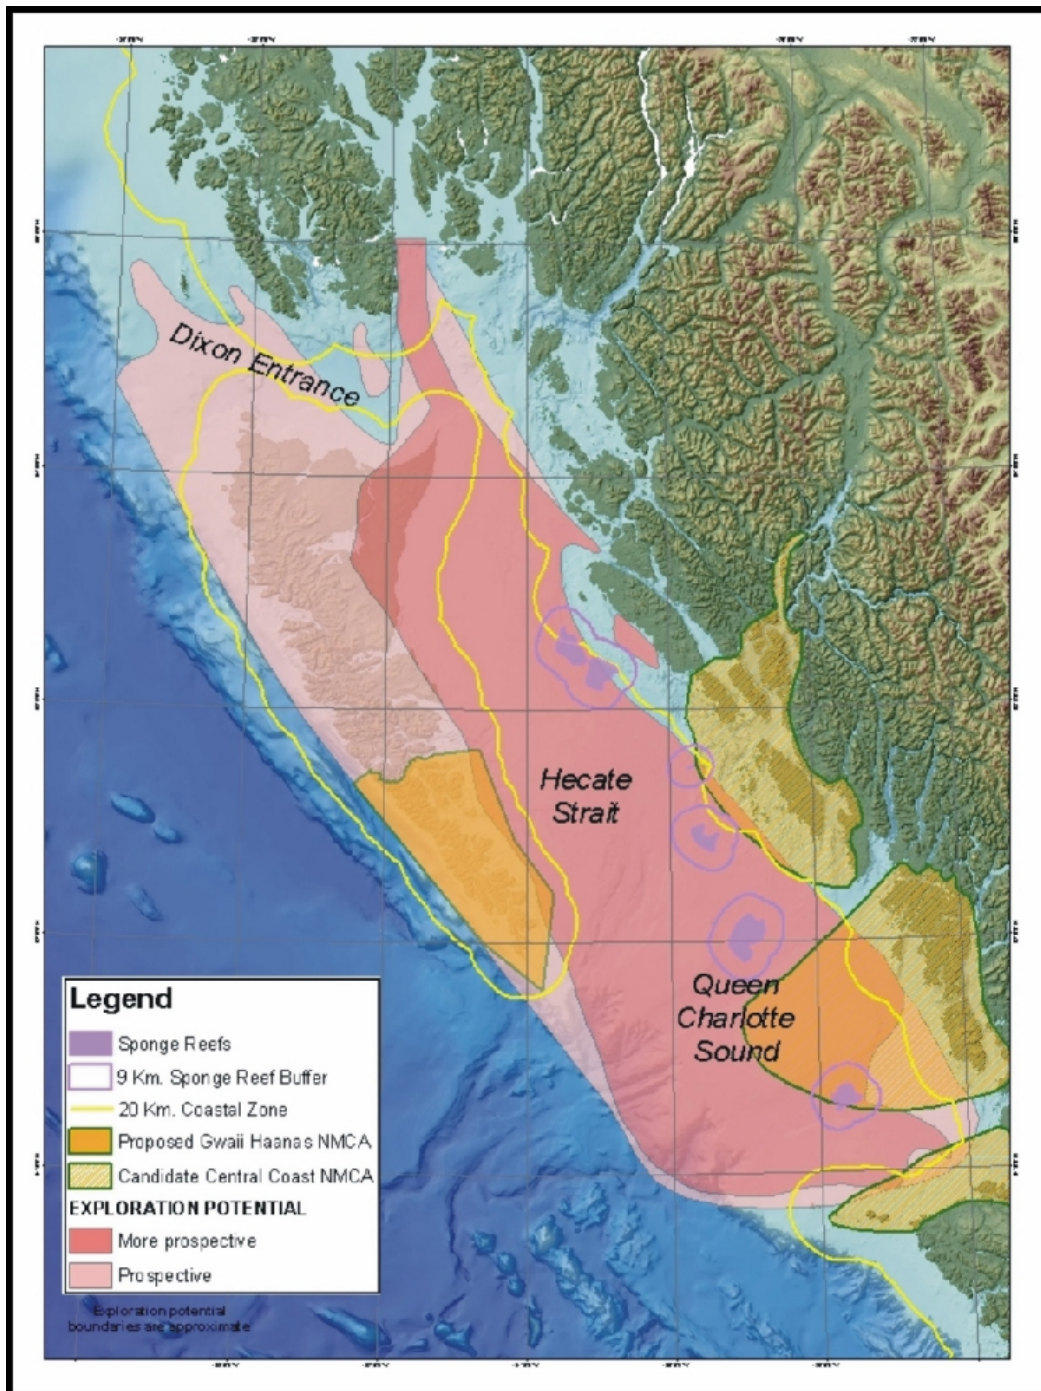 Dixon Entrance
Hecate
Strait
Queen
Charlotte
Sound
Legend
Sponge Reefs
9 Km. Sponge Reef Buffer
20 Km. Coastal Zone
Proposed Gwaii Haanas NMCA
Candidate Central Coast NMCA
EXPLORATION POTENTIAL
More prospective
Prospective
Exploration potential
boundaries are approximate